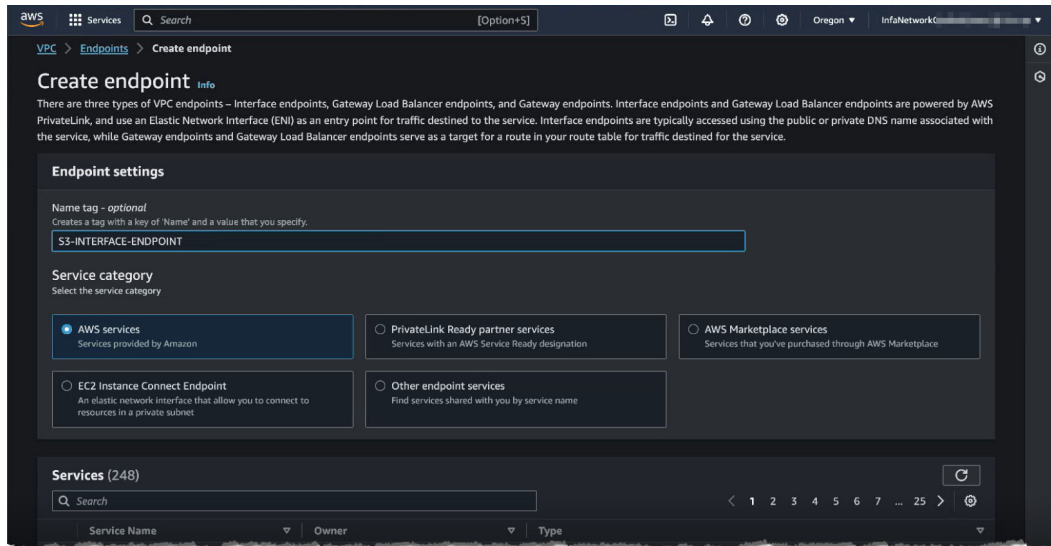 aws Services Search [Option+S] Oregon InfaNetwork
VPC > Endpoints > Create endpoint
Create endpoint Info
There are three types of VPC endpoints – Interface endpoints, Gateway Load Balancer endpoints, and Gateway endpoints. Interface endpoints and Gateway Load Balancer endpoints are powered by AWS
PrivateLink, and use an Elastic Network Interface (ENI) as an entry point for traffic destined to the service. Interface endpoints are typically accessed using the public or private DNS name associated with
the service, while Gateway endpoints and Gateway Load Balancer endpoints serve as a target for a route in your route table for traffic destined for the service.
Endpoint settings
Name tag - optional
Creates a tag with a key of 'Name' and a value that you specify.
S3-INTERFACE-ENDPOINT
Service category
Select the service category
AWS services
Services provided by Amazon
PrivateLink Ready partner services
Services with an AWS Service Ready designation
AWS Marketplace services
Services that you've purchased through AWS Marketplace
EC2 Instance Connect Endpoint
An elastic network interface that allow you to connect to
resources in a private subnet
Other endpoint services
Find services shared with you by service name
Services (248)
Search
< 1 2 3 4 5 6 7 ... 25 >
Service Name Owner Type